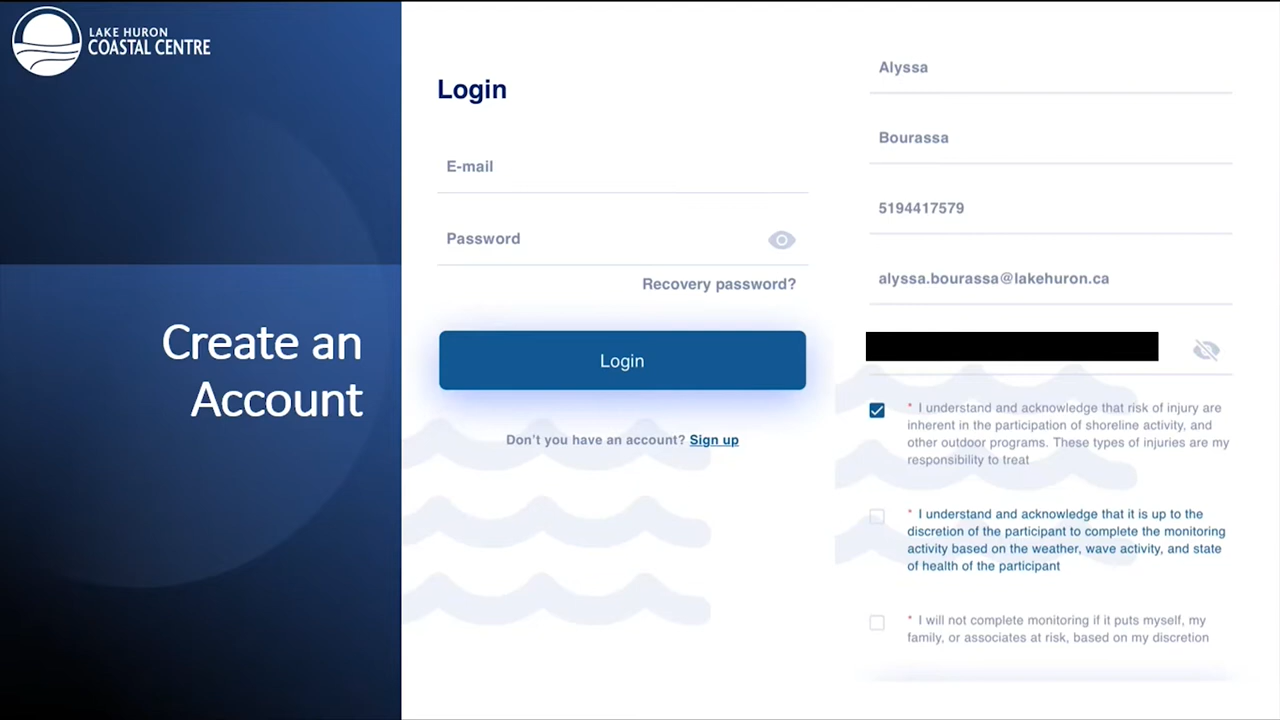 LAKE HURON
COASTAL CENTRE
Create an
Account
Login
E-mail
Password
Recovery password?
Login
Don't you have an account? Sign up
Alyssa
Bourassa
5194417579
alyssa.bourassa@lakehuron.ca
* I understand and acknowledge that risk of injury are
inherent in the participation of shoreline activity, and
other outdoor programs. These types of injuries are my
responsibility to treat
* I understand and acknowledge that it is up to the
discretion of the participant to complete the monitoring
activity based on the weather, wave activity, and state
of health of the participant
* I will not complete monitoring if it puts myself, my
family, or associates at risk, based on my discretion